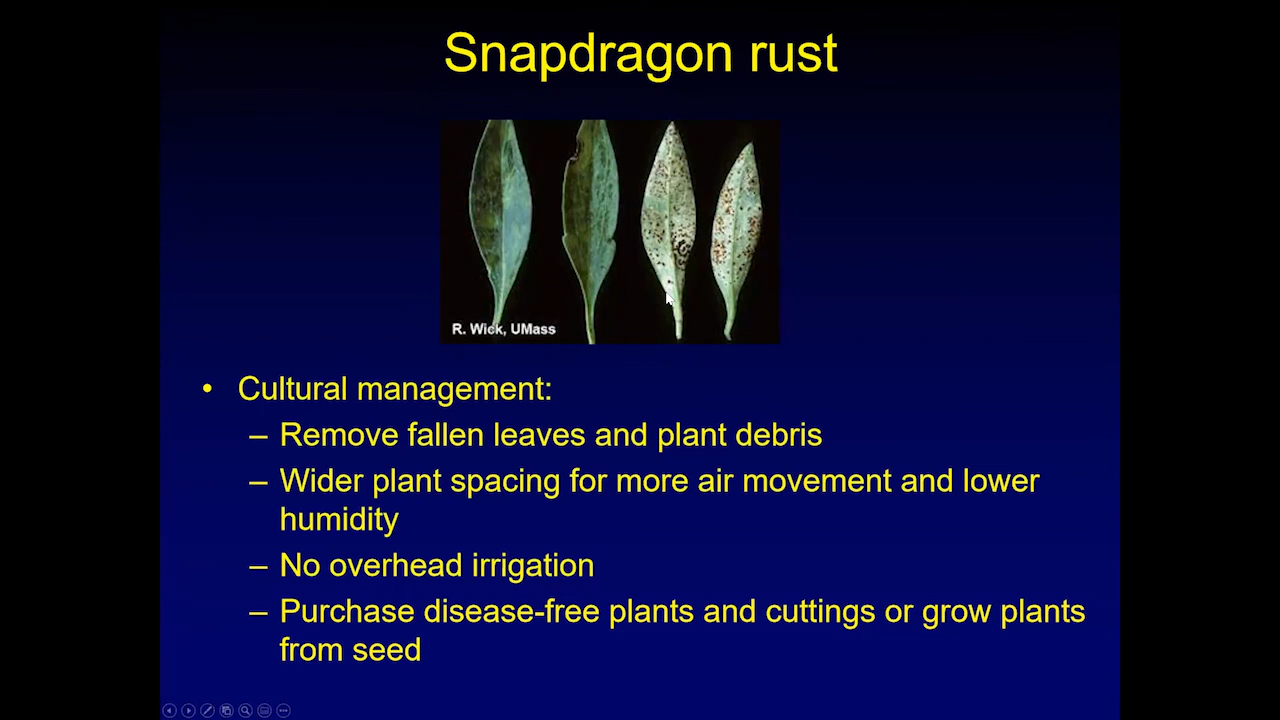 Snapdragon rust
R. Wick, UMass
• Cultural management:
– Remove fallen leaves and plant debris
– Wider plant spacing for more air movement and lower
humidity
– No overhead irrigation
– Purchase disease-free plants and cuttings or grow plants
from seed